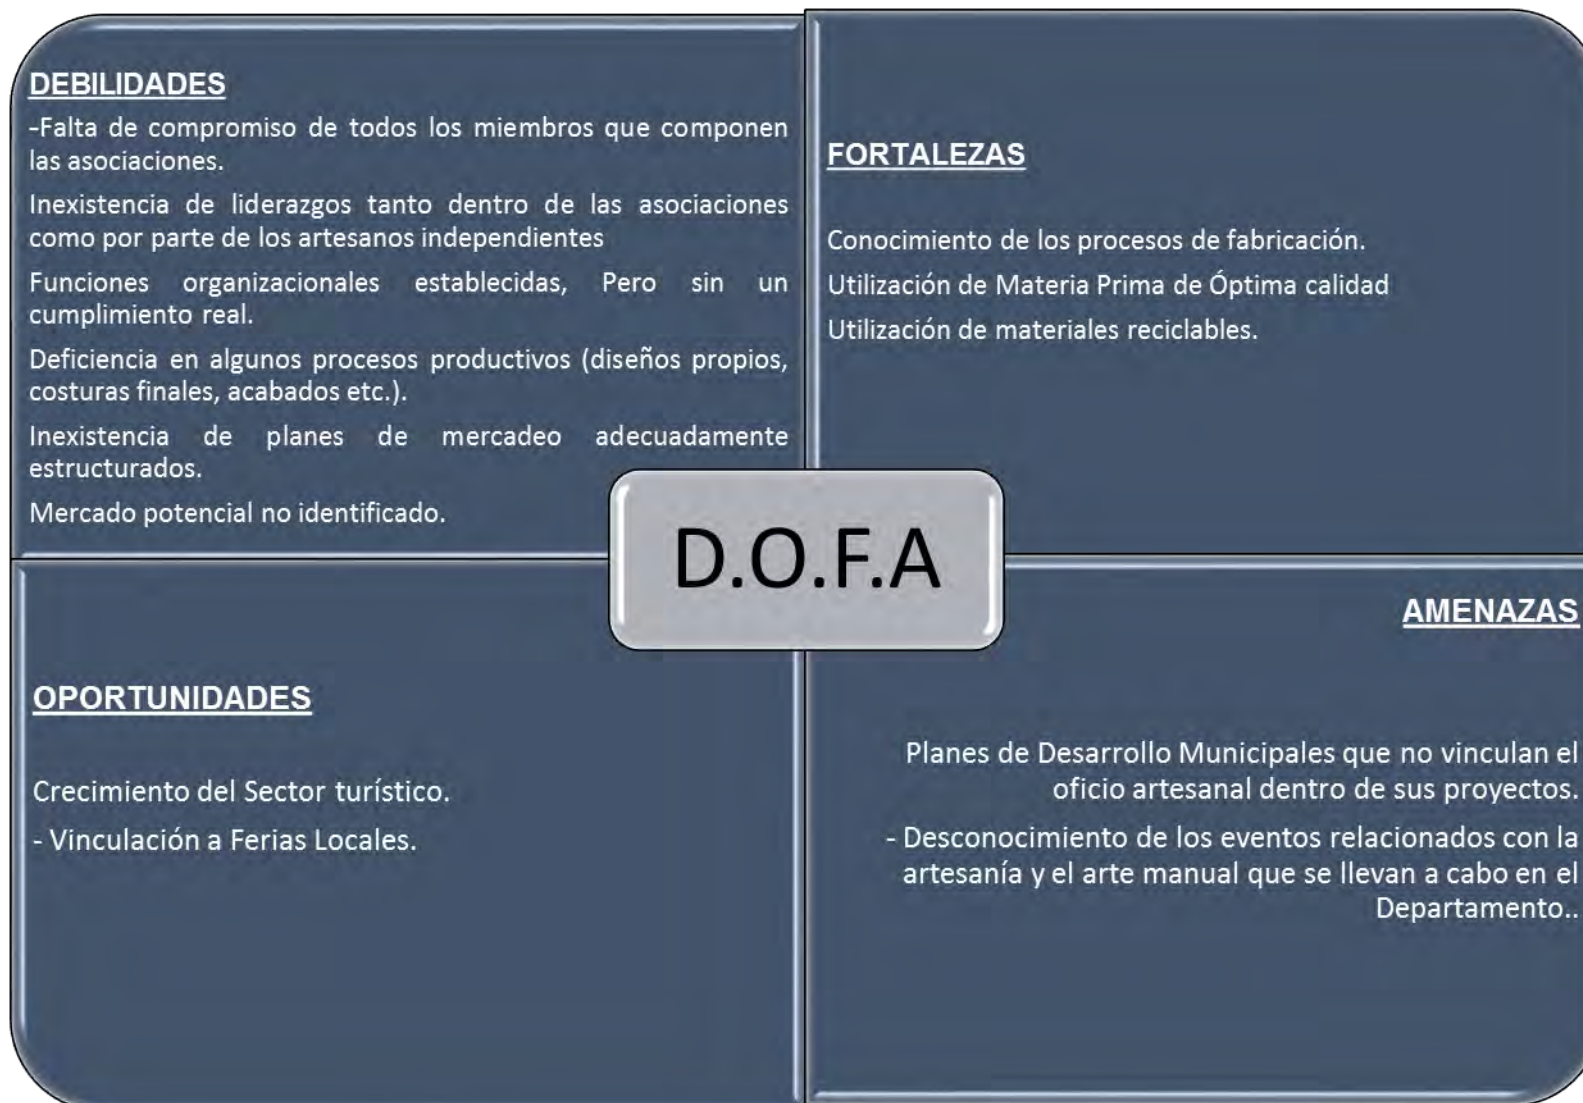 DEBILIDADES
-Falta de compromiso de todos los miembros que componen
las asociaciones.
Inexistencia de liderazgos tanto dentro de las asociaciones
como por parte de los artesanos independientes
Funciones organizacionales establecidas, Pero sin un
cumplimiento real.
Deficiencia en algunos procesos productivos (diseños propios,
costuras finales, acabados etc.).
Inexistencia de planes de mercadeo adecuadamente
estructurados.
Mercado potencial no identificado.
FORTALEZAS
Conocimiento de los procesos de fabricación.
Utilización de Materia Prima de Óptima calidad
Utilización de materiales reciclables.
D.O.F.A
OPORTUNIDADES
Crecimiento del Sector turístico.
- Vinculación a Ferias Locales.
AMENAZAS
Planes de Desarrollo Municipales que no vinculan el
oficio artesanal dentro de sus proyectos.
- Desconocimiento de los eventos relacionados con la
artesanía y el arte manual que se llevan a cabo en el
Departamento..